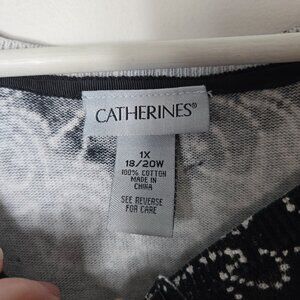 CATHERINES®
1X
18/20W
100% COTTON
MADE IN
CHINA
SEE REVERSE
FOR CARE